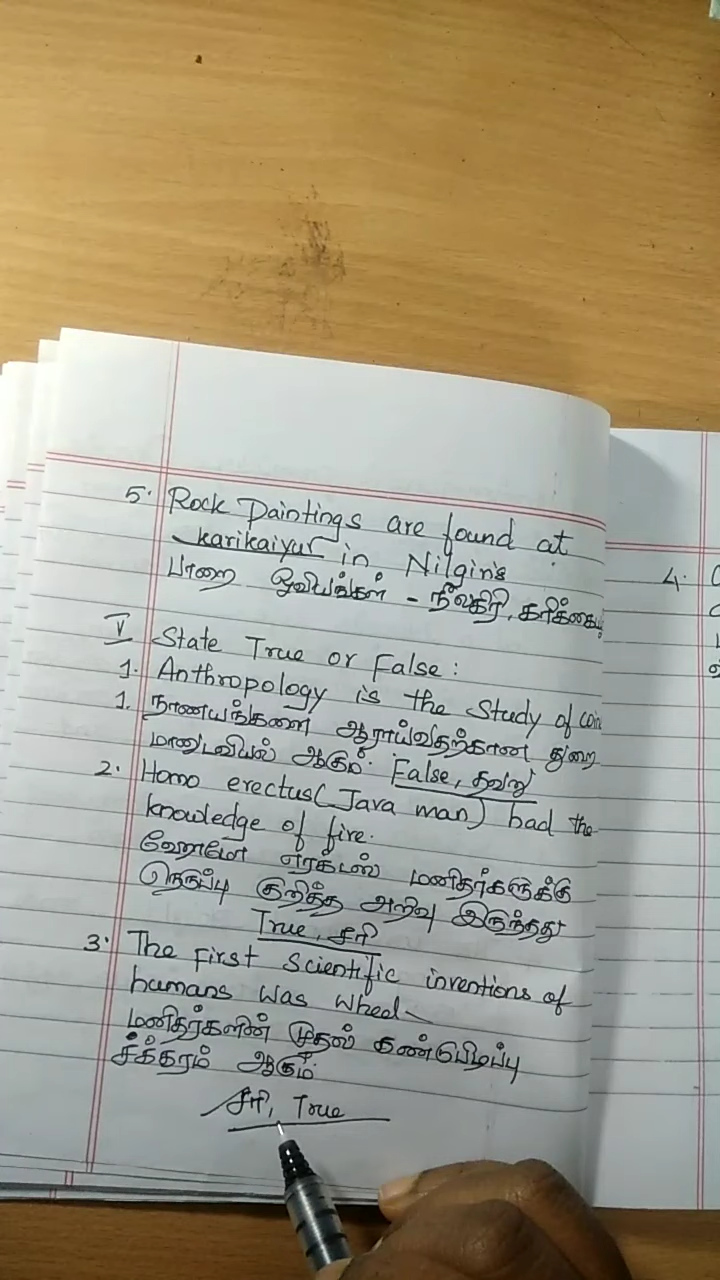 5. Rock Paintings are found at
karikaiyur in Nilgiris
பாறை ஓவியங்கள் - நீலகிரி, கரிக்கை
V State True or False :
1. Anthropology is the Study of coin
1. நாணயங்களை ஆராய்வதற்கான துறை
மானுடவியல் ஆகும். False, தவறு
2. Homo erectus (Java man) had the
knowledge of fire.
ஹோமோ எரக்டஸ் மனிதர்களுக்கு
நெருப்பு குறித்த அறிவு இருந்தது
True, சரி
3. The First Scientific inventions of
humans was wheel
மனிதர்களின் முதல் கண்டுபிடிப்பு
சக்கரம் ஆகும்.
சரி, True
4.